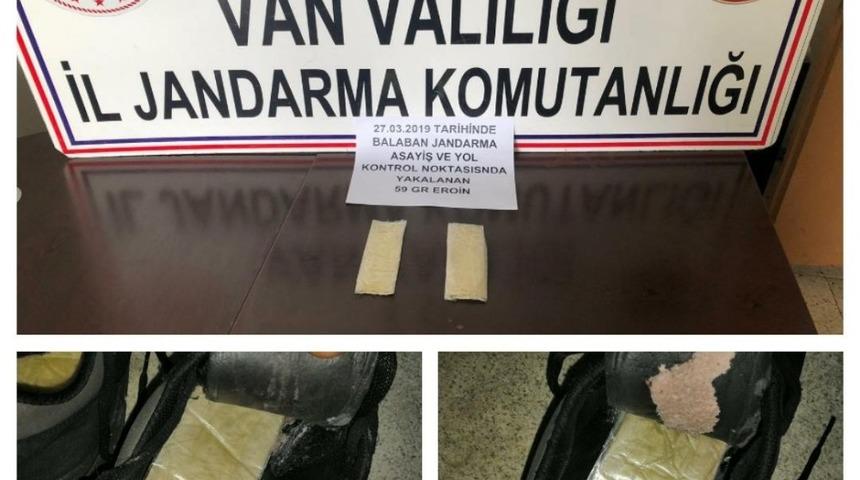 VAN VALİLİĞİ
İL JANDARMA KOMUTANLIĞI
27.03.2019 TARİHİNDE
BALABAN JANDARMA
ASAYİŞ VE YOL
KONTROL NOKTASISNDA
YAKALANAN
59 GR EROİN